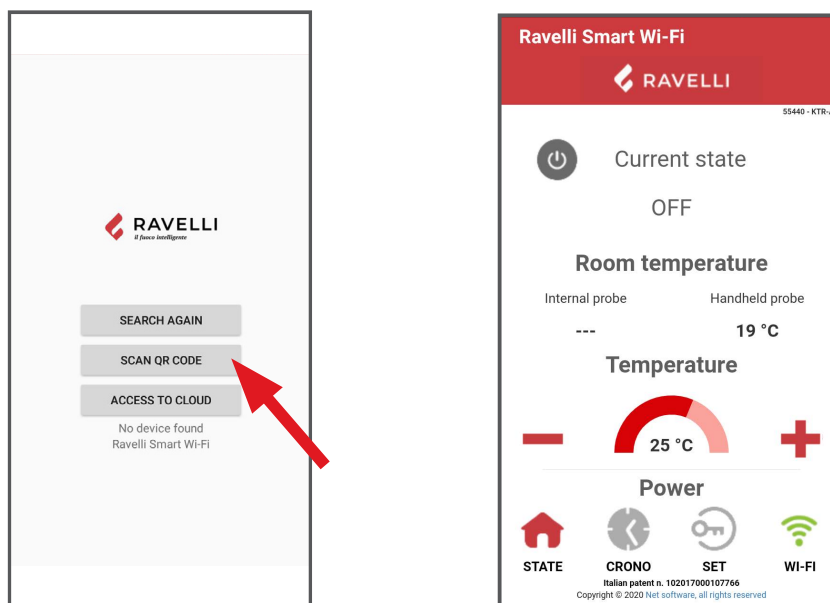 RAVELLI
il fuoco intelligente
SEARCH AGAIN
SCAN QR CODE
ACCESS TO CLOUD
No device found
Ravelli Smart Wi-Fi
Ravelli Smart Wi-Fi
RAVELLI
55440 - KTR-
Current state
OFF
Room temperature
Internal probe Handheld probe
--- 19 °C
Temperature
25 °C
Power
STATE CRONO SET WI-FI
Italian patent n. 102017000107766
Copyright © 2020 Net software, all rights reserved